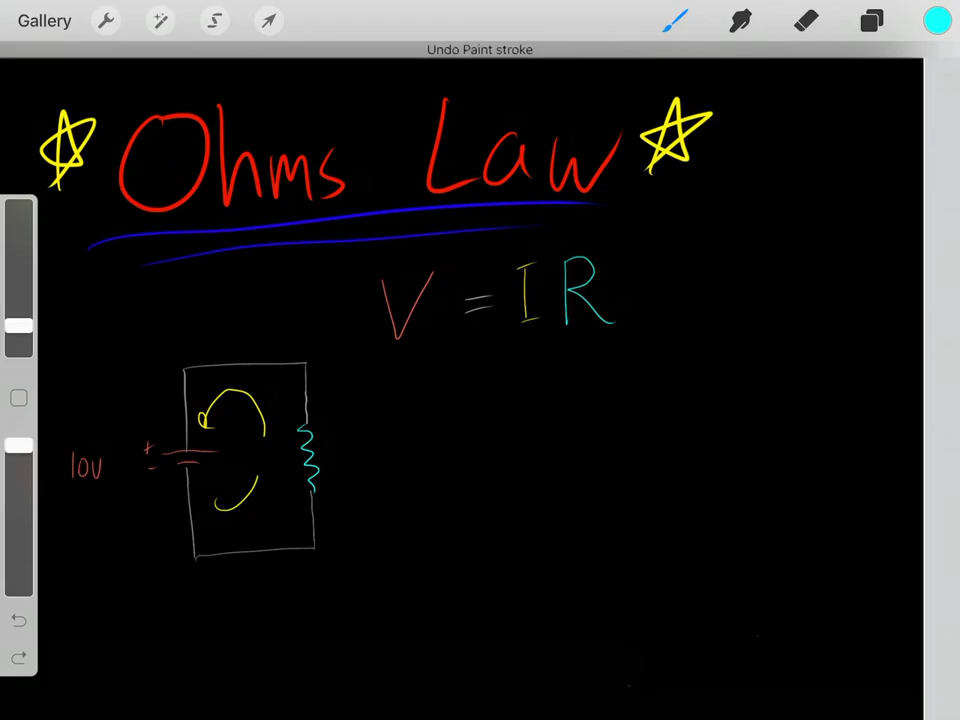 Gallery
Undo Paint stroke
Ohms Law
V = IR
10V + -